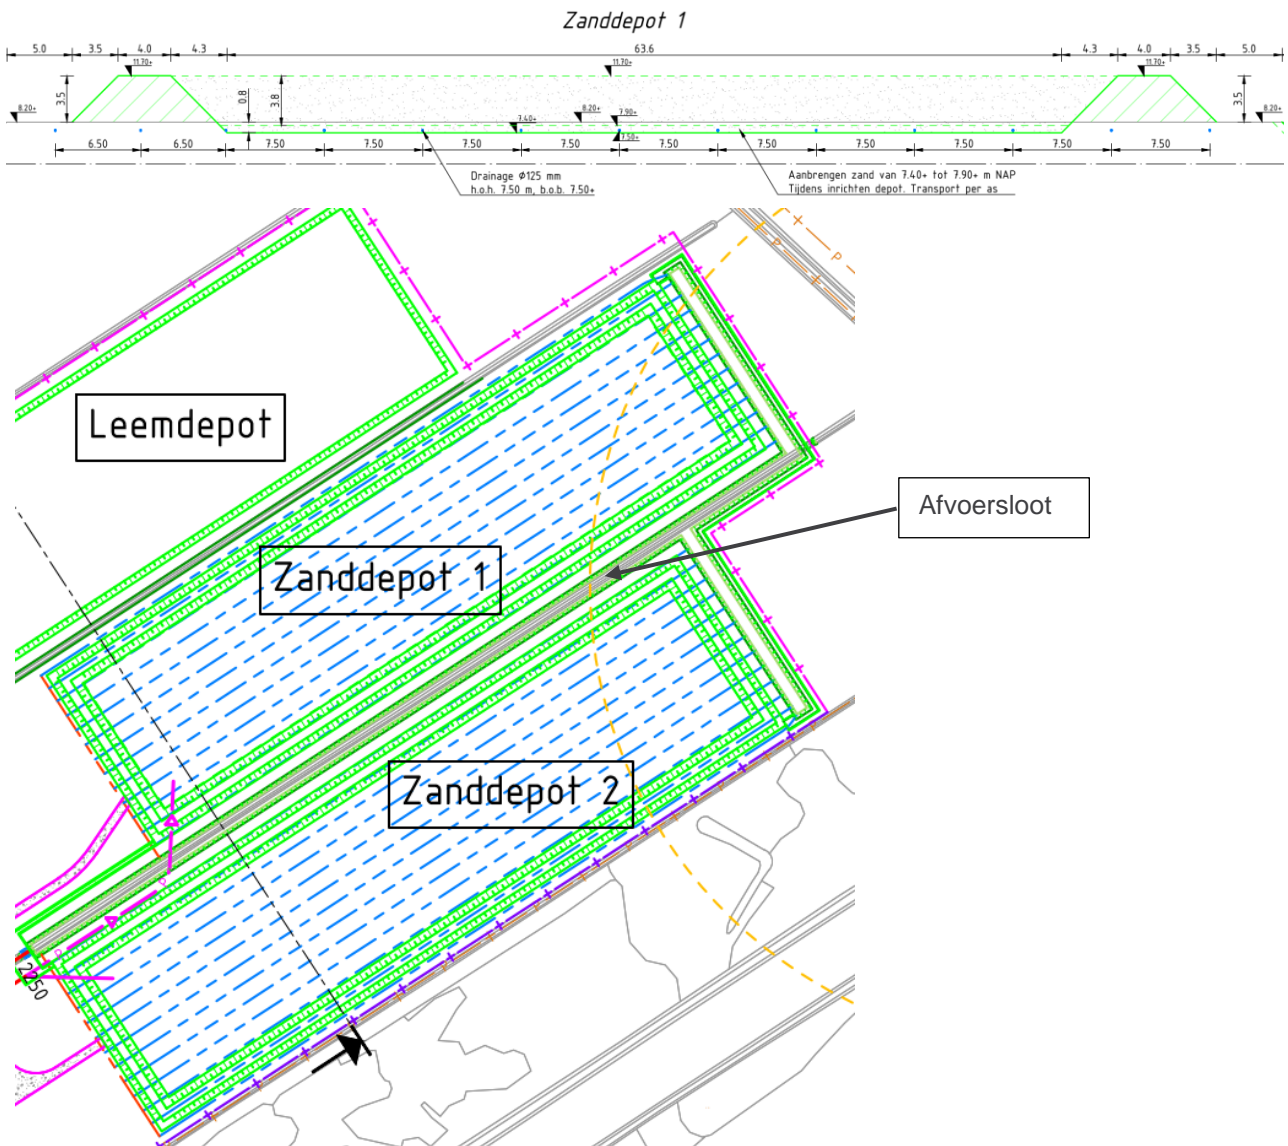 Zanddepot 1
5.0 3.5 4.0 4.3 63.6 4.3 4.0 3.5 5.0
11.70+ 11.70+ 11.70+
3.5 0.8 3.8 3.5
8.20+ 8.20+ 7.90+ 8.20+
7.40+ 7.50+
6.50 6.50 7.50 7.50 7.50 7.50 7.50 7.50 7.50 7.50 7.50 7.50
Drainage ø125 mm
h.o.h. 7.50 m, b.o.b. 7.50+
Aanbrengen zand van 7.40+ tot 7.90+ m NAP
Tijdens inrichten depot. Transport per as
P
P
Leemdepot
Afvoersloot
Zanddepot 1
Zanddepot 2
2250